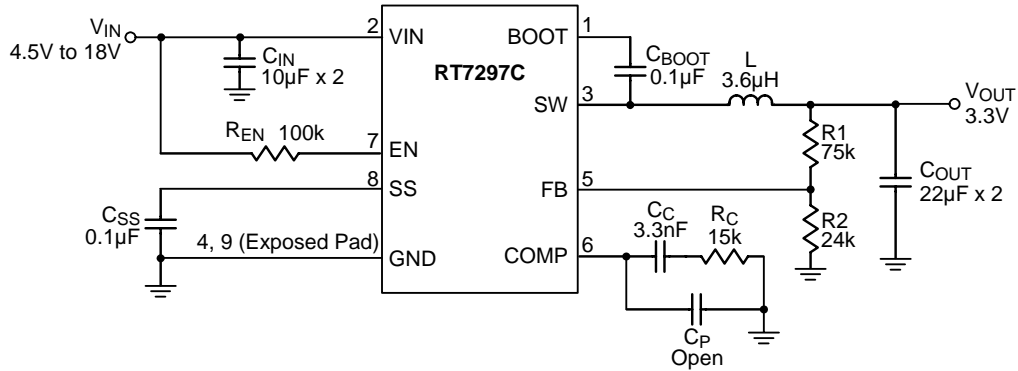 VIN
4.5V to 18V
CIN
10µF x 2
REN 100k
CSS
0.1µF
4, 9 (Exposed Pad)
2
7
8
VIN
EN
SS
GND
RT7297C
BOOT
SW
FB
COMP
1
3
5
6
CBOOT
0.1µF
L
3.6µH
R1
75k
R2
24k
COUT
22µF x 2
VOUT
3.3V
CC
3.3nF
RC
15k
CP
Open